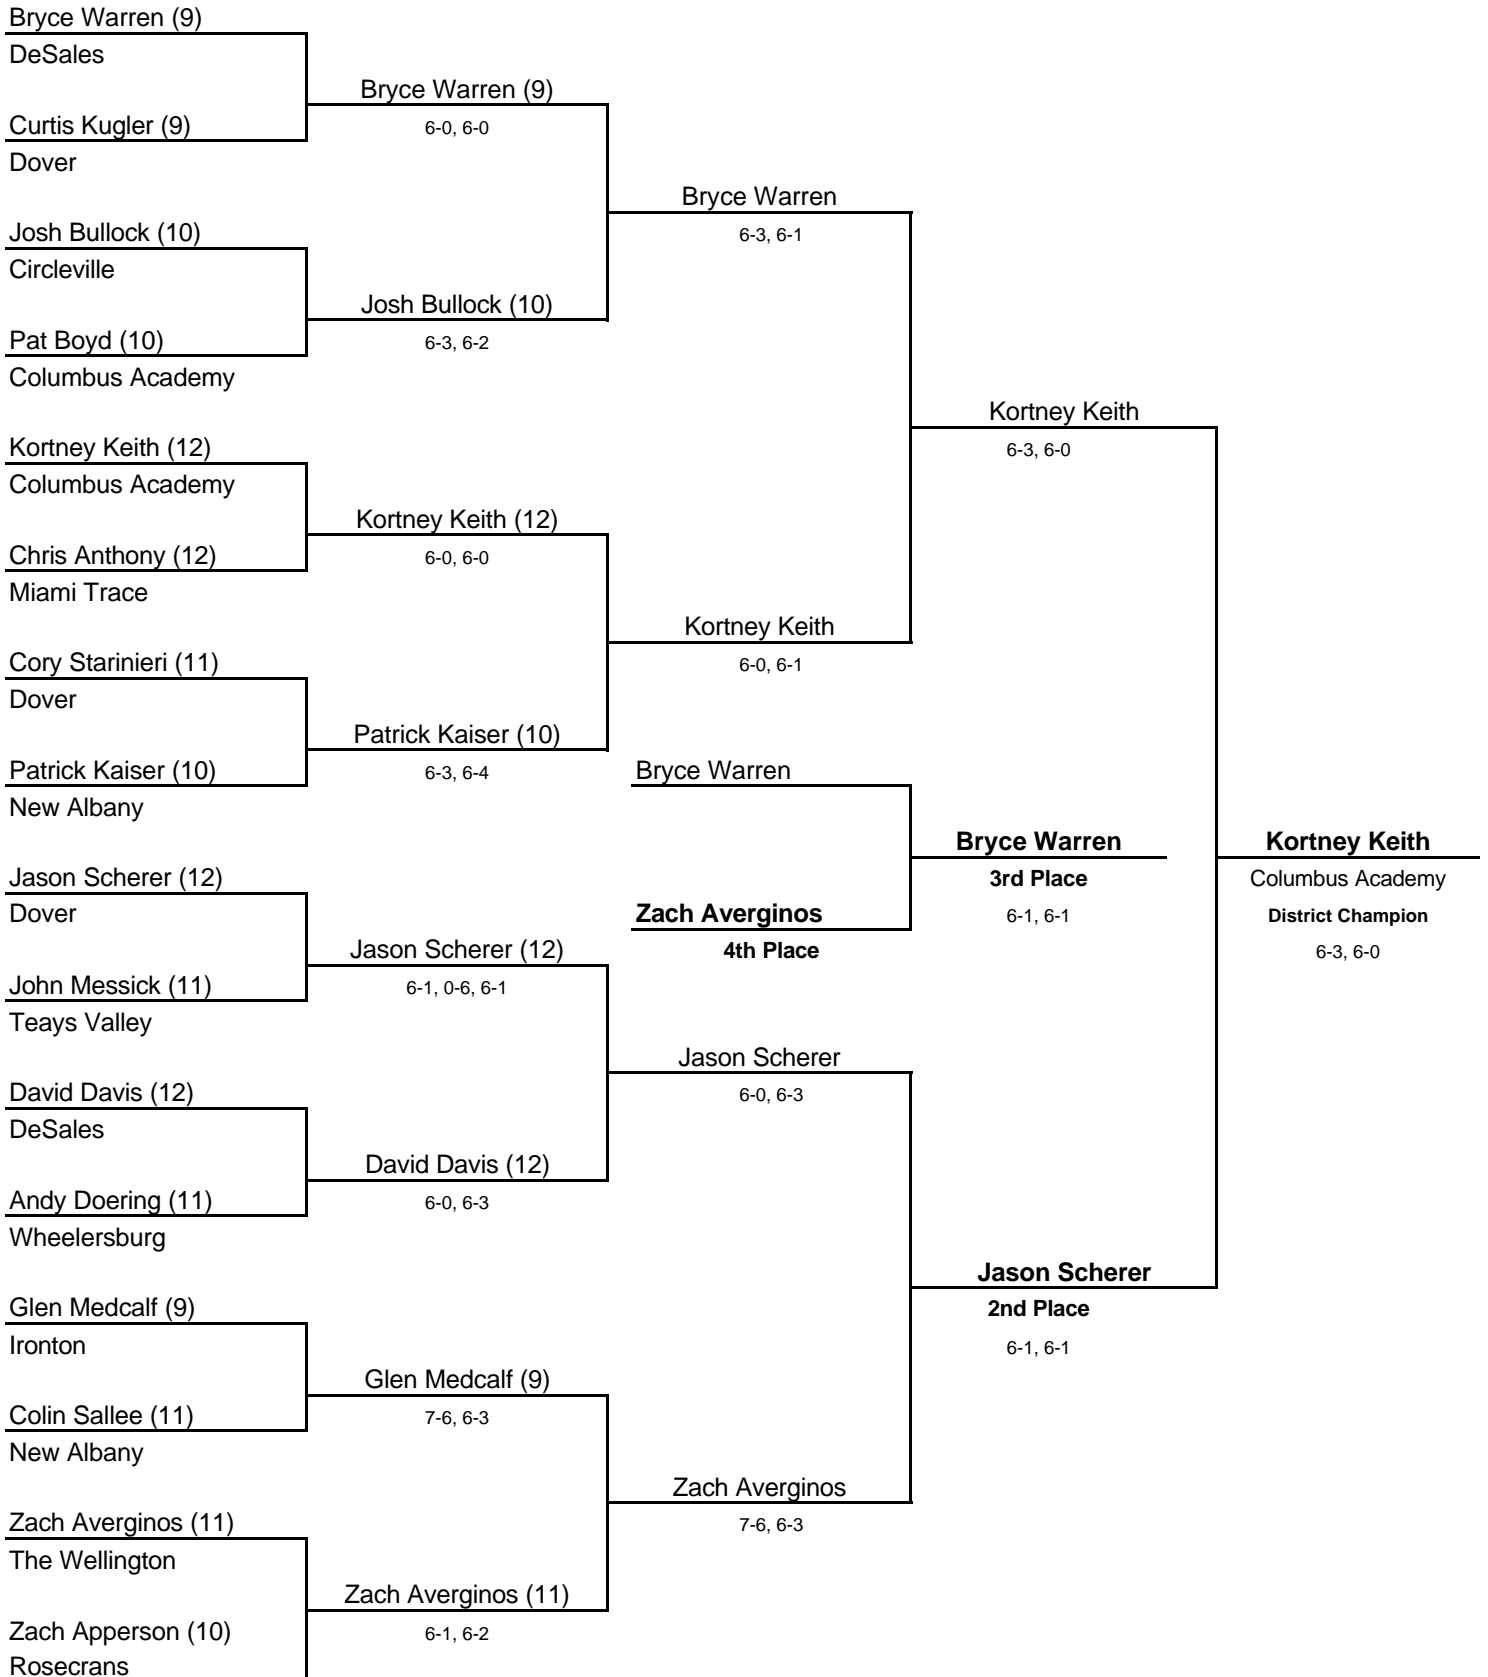 Bryce Warren (9)
DeSales
Bryce Warren (9)
Curtis Kugler (9)
6-0, 6-0
Dover
Bryce Warren
Josh Bullock (10)
6-3, 6-1
Circleville
Josh Bullock (10)
Pat Boyd (10)
6-3, 6-2
Columbus Academy
Kortney Keith
Kortney Keith (12)
6-3, 6-0
Columbus Academy
Kortney Keith (12)
Chris Anthony (12)
6-0, 6-0
Miami Trace
Kortney Keith
Cory Starinieri (11)
6-0, 6-1
Dover
Patrick Kaiser (10)
Patrick Kaiser (10)
6-3, 6-4
Bryce Warren
New Albany
Bryce Warren
Kortney Keith
Jason Scherer (12)
3rd Place
Columbus Academy
Dover
Zach Averginos
6-1, 6-1
District Champion
Jason Scherer (12)
4th Place
6-3, 6-0
John Messick (11)
6-1, 0-6, 6-1
Teays Valley
Jason Scherer
David Davis (12)
6-0, 6-3
DeSales
David Davis (12)
Andy Doering (11)
6-0, 6-3
Wheelersburg
Jason Scherer
Glen Medcalf (9)
2nd Place
Ironton
6-1, 6-1
Glen Medcalf (9)
Colin Sallee (11)
7-6, 6-3
New Albany
Zach Averginos
Zach Averginos (11)
7-6, 6-3
The Wellington
Zach Averginos (11)
Zach Apperson (10)
6-1, 6-2
Rosecrans